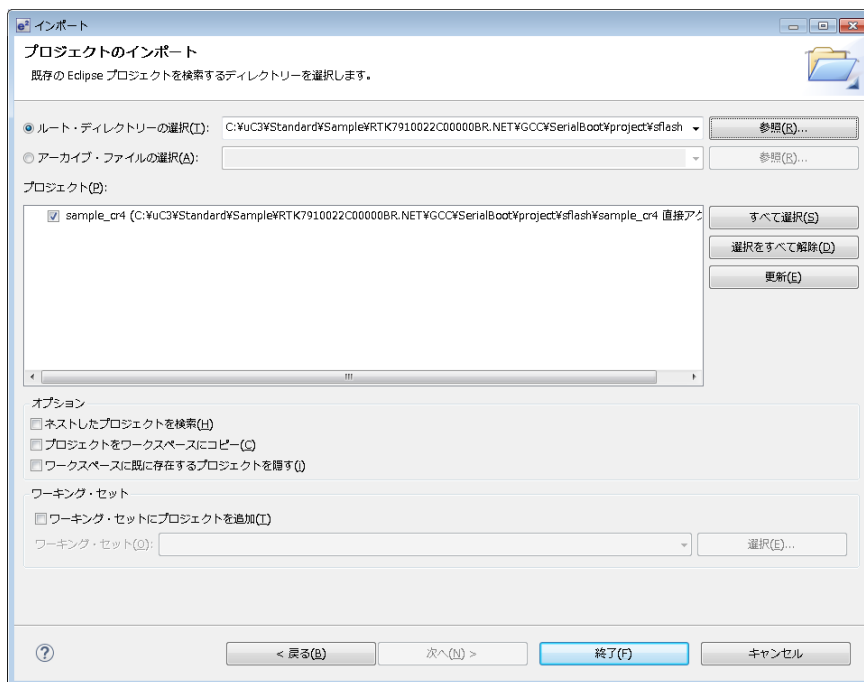 e² インポート
プロジェクトのインポート
既存の Eclipse プロジェクトを検索するディレクトリーを選択します。
ルート・ディレクトリーの選択(T): C:¥uC3¥Standard¥Sample¥RTK7910022C00000BR.NET¥GCC¥SerialBoot¥project¥sflash 参照(R)...
アーカイブ・ファイルの選択(A): 参照(R)...
プロジェクト(P):
sample_cr4 (C:¥uC3¥Standard¥Sample¥RTK7910022C00000BR.NET¥GCC¥SerialBoot¥project¥sflash¥sample_cr4 直接アク
すべて選択(S)
選択をすべて解除(D)
更新(E)
オプション
ネストしたプロジェクトを検索(H)
プロジェクトをワークスペースにコピー(C)
ワークスペースに既に存在するプロジェクトを隠す(I)
ワーキング・セット
ワーキング・セットにプロジェクトを追加(T)
ワーキング・セット(O): 選択(E)...
? < 戻る(B) 次へ(N) > 終了(F) キャンセル